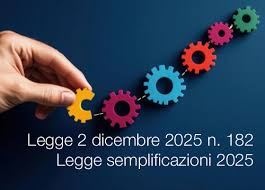 Legge 2 dicembre 2025 n. 182
Legge semplificazioni 2025